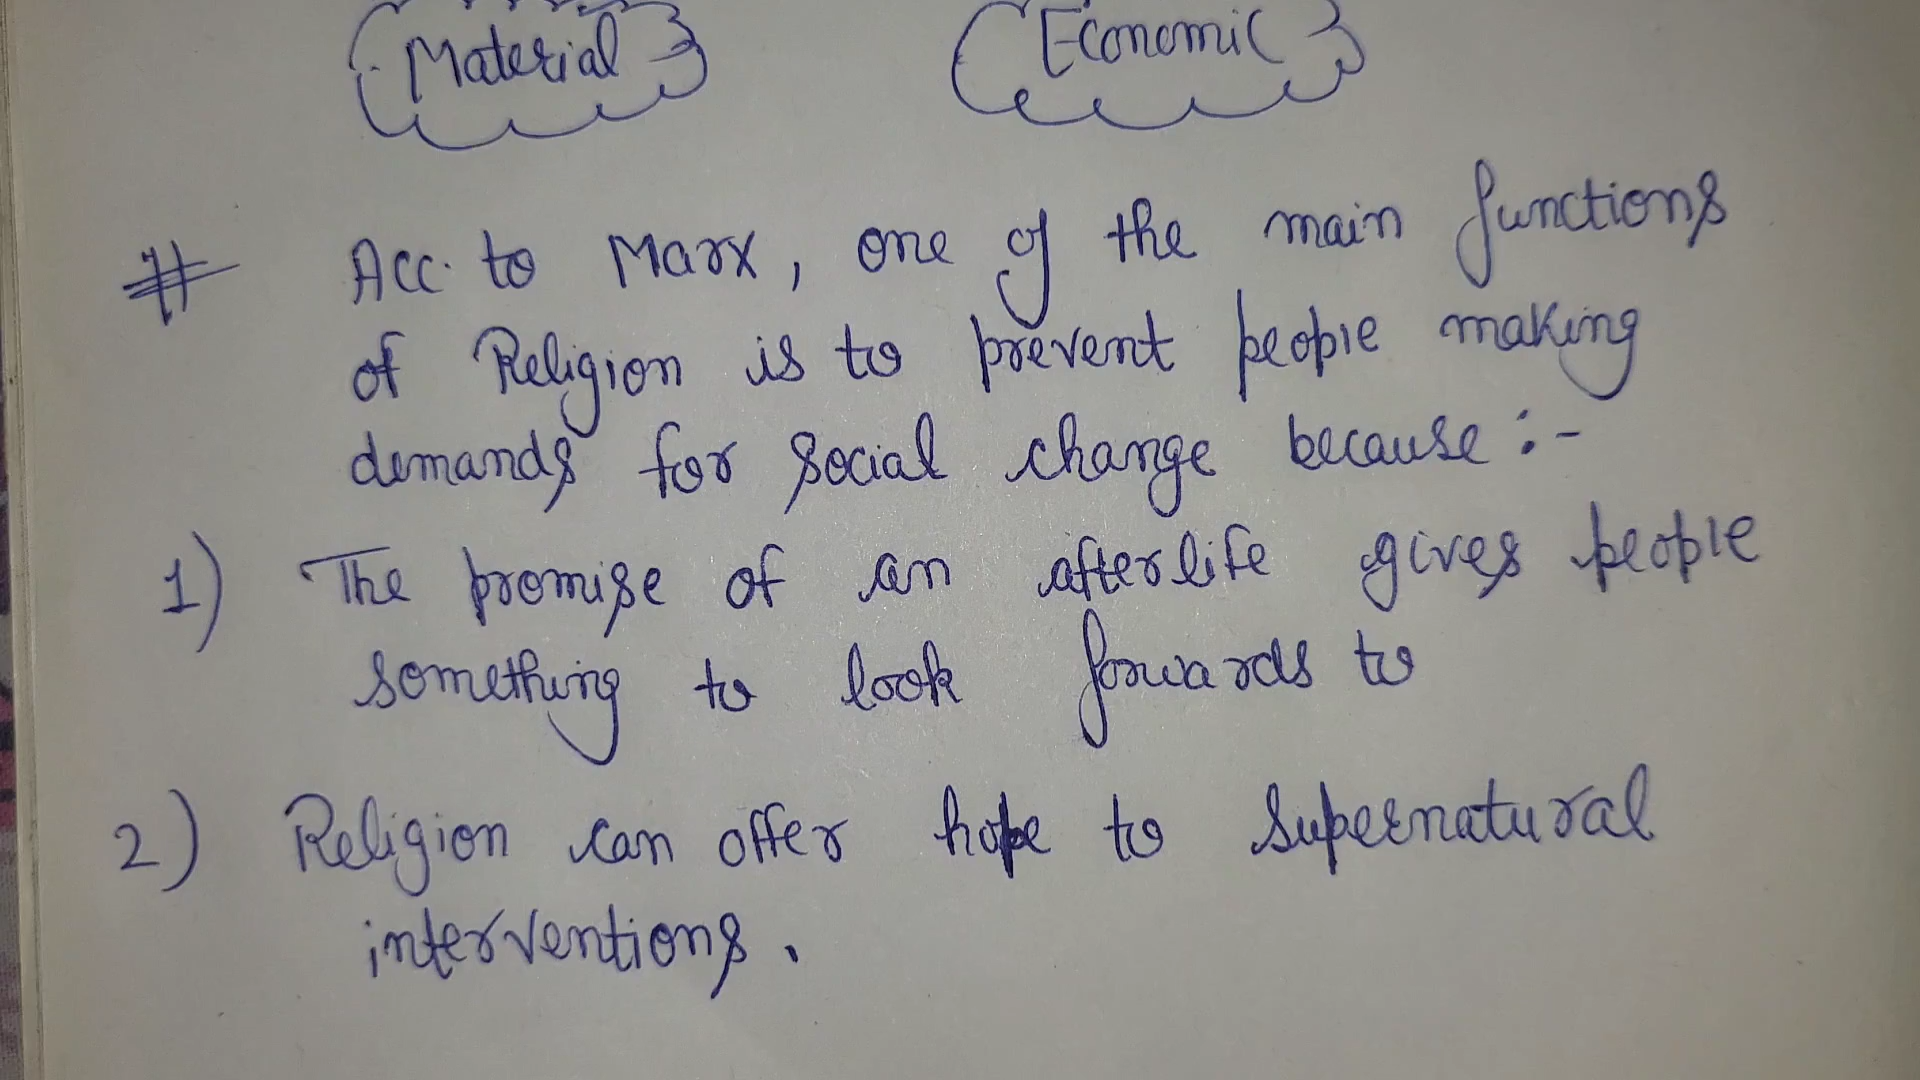 Material Economic
# Acc. to Marx, one of the main functions
of Religion is to prevent people making
demands for social change because :-
1) The promise of an afterlife gives people
something to look forwards to
2) Religion can offer hope to supernatural
interventions.